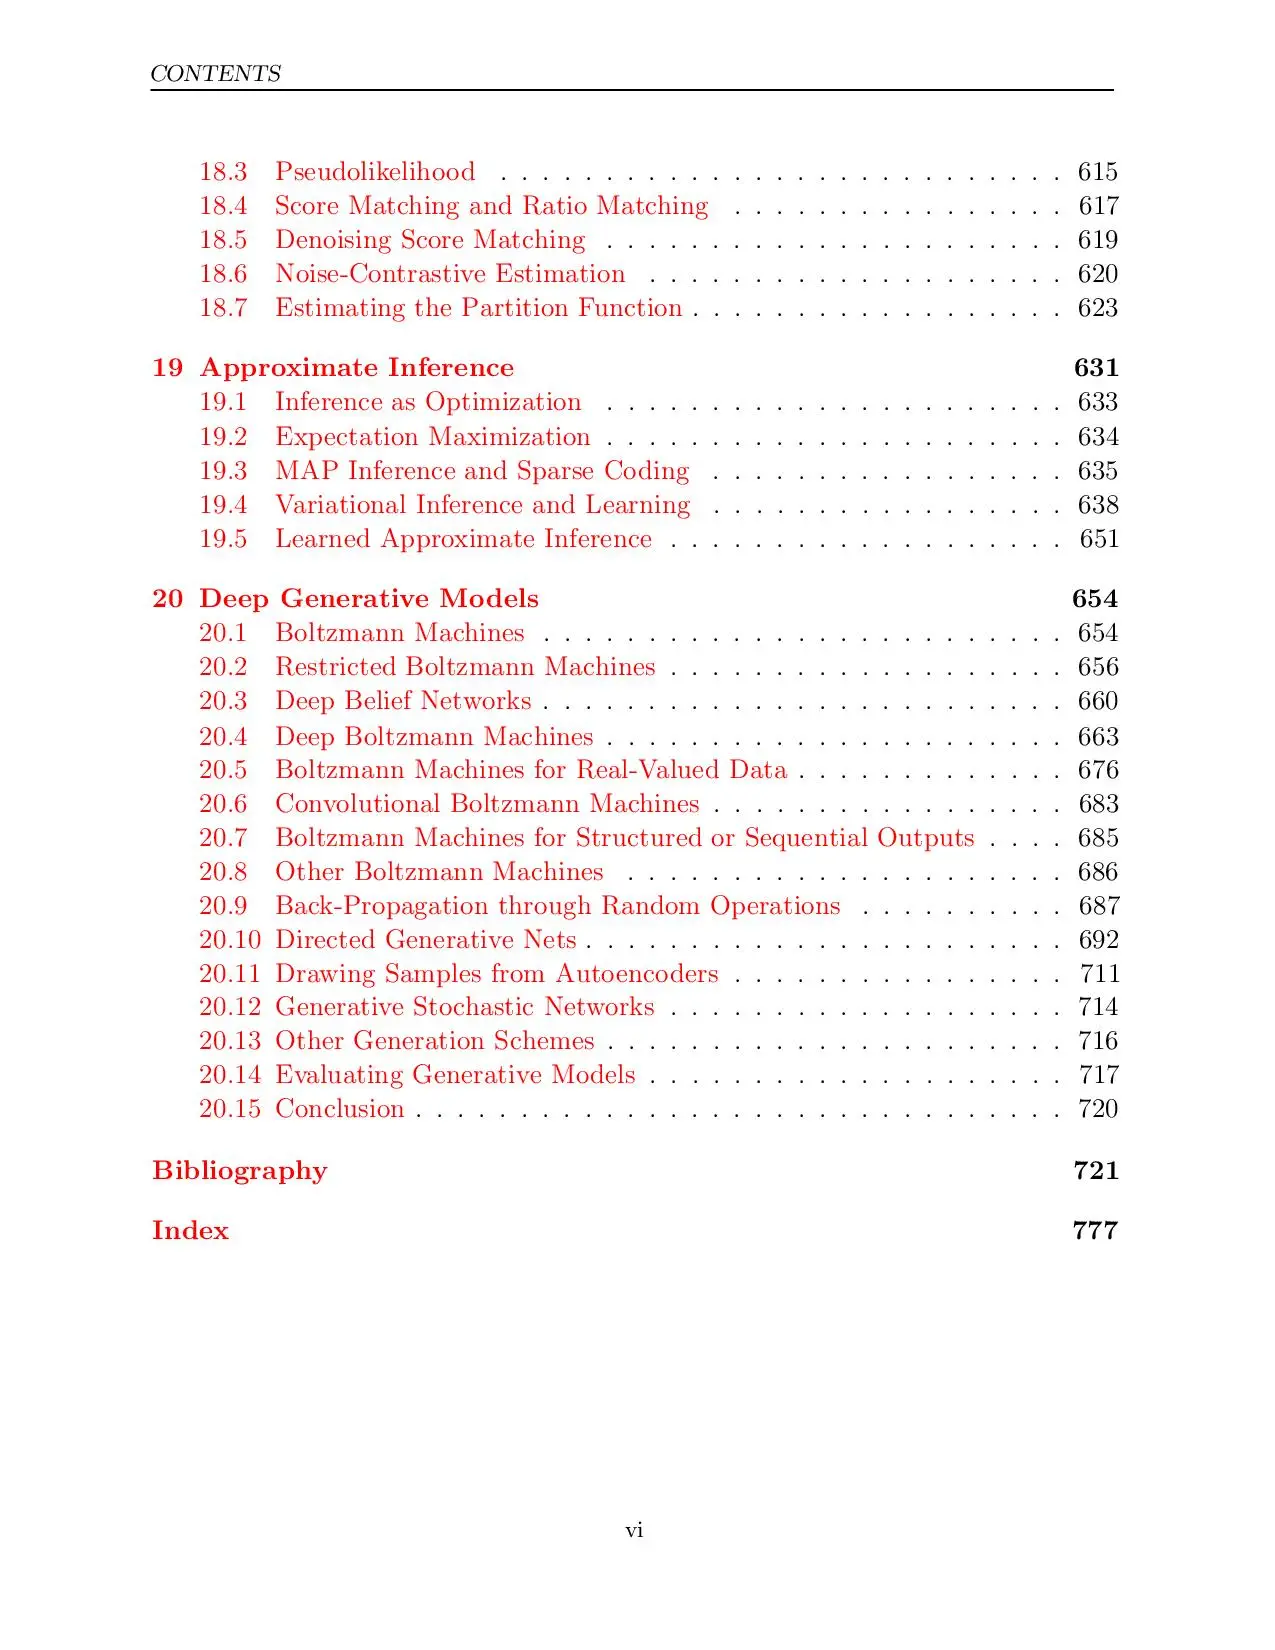 CONTENTS
18.3 Pseudolikelihood . . . . . . . . . . . . . . . . . . . . . . . . . . . 615
18.4 Score Matching and Ratio Matching . . . . . . . . . . . . . . . . 617
18.5 Denoising Score Matching . . . . . . . . . . . . . . . . . . . . . . 619
18.6 Noise-Contrastive Estimation . . . . . . . . . . . . . . . . . . . . 620
18.7 Estimating the Partition Function . . . . . . . . . . . . . . . . . . 623
19 Approximate Inference 631
19.1 Inference as Optimization . . . . . . . . . . . . . . . . . . . . . . 633
19.2 Expectation Maximization . . . . . . . . . . . . . . . . . . . . . . 634
19.3 MAP Inference and Sparse Coding . . . . . . . . . . . . . . . . . 635
19.4 Variational Inference and Learning . . . . . . . . . . . . . . . . . 638
19.5 Learned Approximate Inference . . . . . . . . . . . . . . . . . . . 651
20 Deep Generative Models 654
20.1 Boltzmann Machines . . . . . . . . . . . . . . . . . . . . . . . . . 654
20.2 Restricted Boltzmann Machines . . . . . . . . . . . . . . . . . . . 656
20.3 Deep Belief Networks . . . . . . . . . . . . . . . . . . . . . . . . . 660
20.4 Deep Boltzmann Machines . . . . . . . . . . . . . . . . . . . . . . 663
20.5 Boltzmann Machines for Real-Valued Data . . . . . . . . . . . . . 676
20.6 Convolutional Boltzmann Machines . . . . . . . . . . . . . . . . . 683
20.7 Boltzmann Machines for Structured or Sequential Outputs . . . . 685
20.8 Other Boltzmann Machines . . . . . . . . . . . . . . . . . . . . . 686
20.9 Back-Propagation through Random Operations . . . . . . . . . . 687
20.10 Directed Generative Nets . . . . . . . . . . . . . . . . . . . . . . . 692
20.11 Drawing Samples from Autoencoders . . . . . . . . . . . . . . . . 711
20.12 Generative Stochastic Networks . . . . . . . . . . . . . . . . . . . 714
20.13 Other Generation Schemes . . . . . . . . . . . . . . . . . . . . . . 716
20.14 Evaluating Generative Models . . . . . . . . . . . . . . . . . . . . 717
20.15 Conclusion . . . . . . . . . . . . . . . . . . . . . . . . . . . . . . . 720
Bibliography 721
Index 777
vi